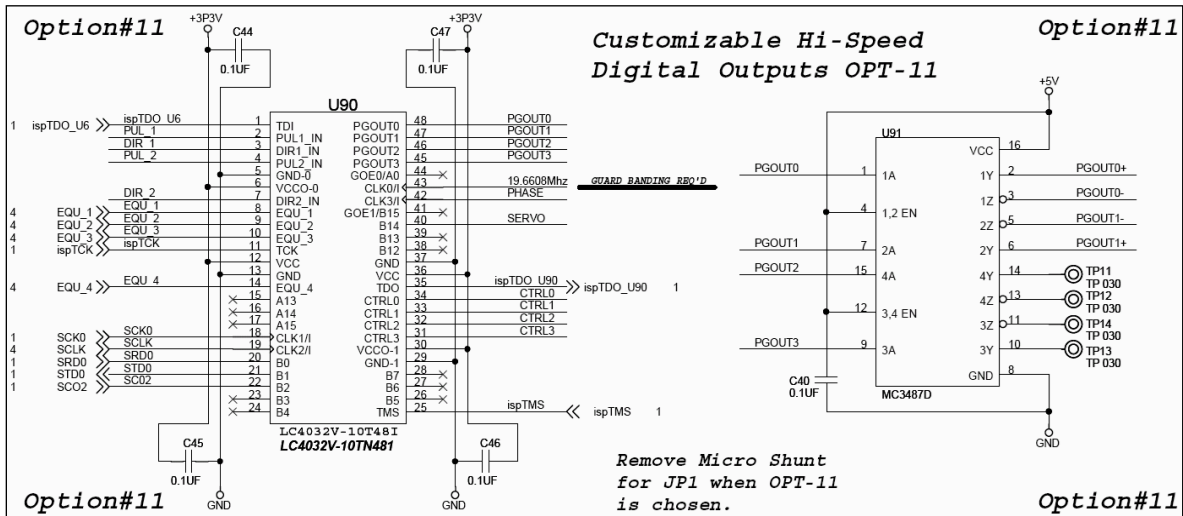 Option#11
+3P3V
+3P3V
Option#11
C44
0.1UF
C47
0.1UF
Customizable Hi-Speed
Digital Outputs OPT-11
U90
1 ispTDO_U6 ispTDO_U6 1 TDI PGOUT0 48 PGOUT0
PUL_1 2 PUL1_IN PGOUT1 47 PGOUT1
DIR_1 3 DIR1_IN PGOUT2 46 PGOUT2
PUL_2 4 PUL2_IN PGOUT3 45 PGOUT3
5 GND-0 GOE0/A0 44
6 VCCO-0 CLK0/I 43 19.6608Mhz GUARD BANDING REQ'D
DIR_2 7 DIR2_IN CLK3/I 42 PHASE
4 EQU_1 EQU_1 8 EQU_1 GOE1/B15 41
4 EQU_2 EQU_2 9 EQU_2 B14 40 SERVO
4 EQU_3 EQU_3 10 EQU_3 B13 39
1 ispTCK ispTCK 11 TCK B12 38
12 VCC GND 37
13 GND VCC 36
4 EQU_4 EQU_4 14 EQU_4 TDO 35 ispTDO_U90 ispTDO_U90 1
15 A13 CTRL0 34 CTRL0
16 A14 CTRL1 33 CTRL1
17 A15 CTRL2 32 CTRL2
1 SCK0 SCK0 18 CLK1/I CTRL3 31 CTRL3
4 SCLK SCLK 19 CLK2/I VCCO-1 30
1 SRD0 SRD0 20 B0 GND-1 29
1 STD0 STD0 21 B1 B7 28
1 SCO2 SC02 22 B2 B6 27
23 B3 B5 26
24 B4 TMS 25 ispTMS ispTMS 1
LC4032V-10T48I
LC4032V-10TN48I
C45
0.1UF
C46
0.1UF
GND
GND
+5V
U91
VCC 16
PGOUT0 1 1A 1Y 2 PGOUT0+
1Z 3 PGOUT0-
4 1,2 EN 2Z 5 PGOUT1-
PGOUT1 7 2A 2Y 6 PGOUT1+
PGOUT2 15 4A 4Y 14 TP11
TP 030
4Z 13 TP12
TP 030
12 3,4 EN 3Z 11 TP14
TP 030
PGOUT3 9 3A 3Y 10 TP13
TP 030
GND 8
C40
0.1UF
MC3487D
GND
Remove Micro Shunt
for JP1 when OPT-11
is chosen.
Option#11
Option#11